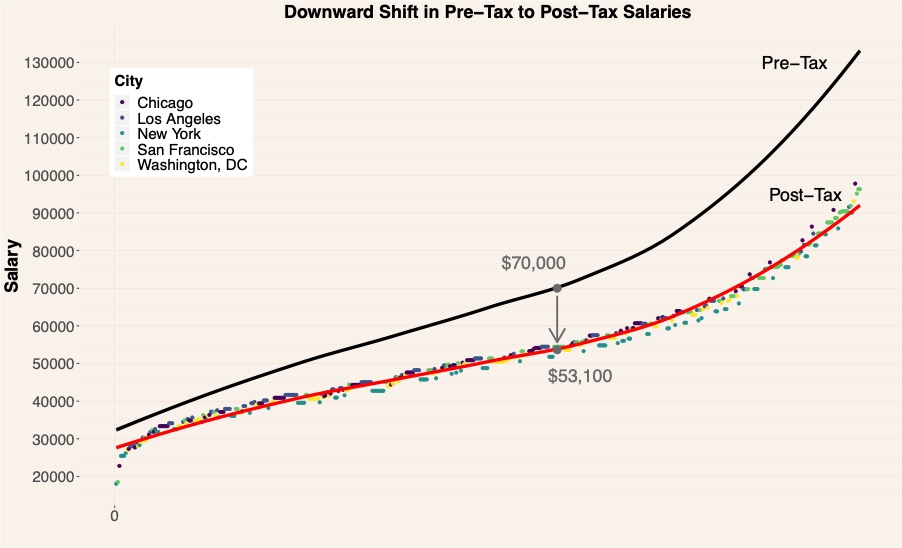 Downward Shift in Pre−Tax to Post−Tax Salaries
130000
120000
110000
100000
90000
80000
70000
60000
50000
40000
30000
20000
Salary
0
City
Chicago
Los Angeles
New York
San Francisco
Washington, DC
Pre−Tax
Post−Tax
$70,000
$53,100